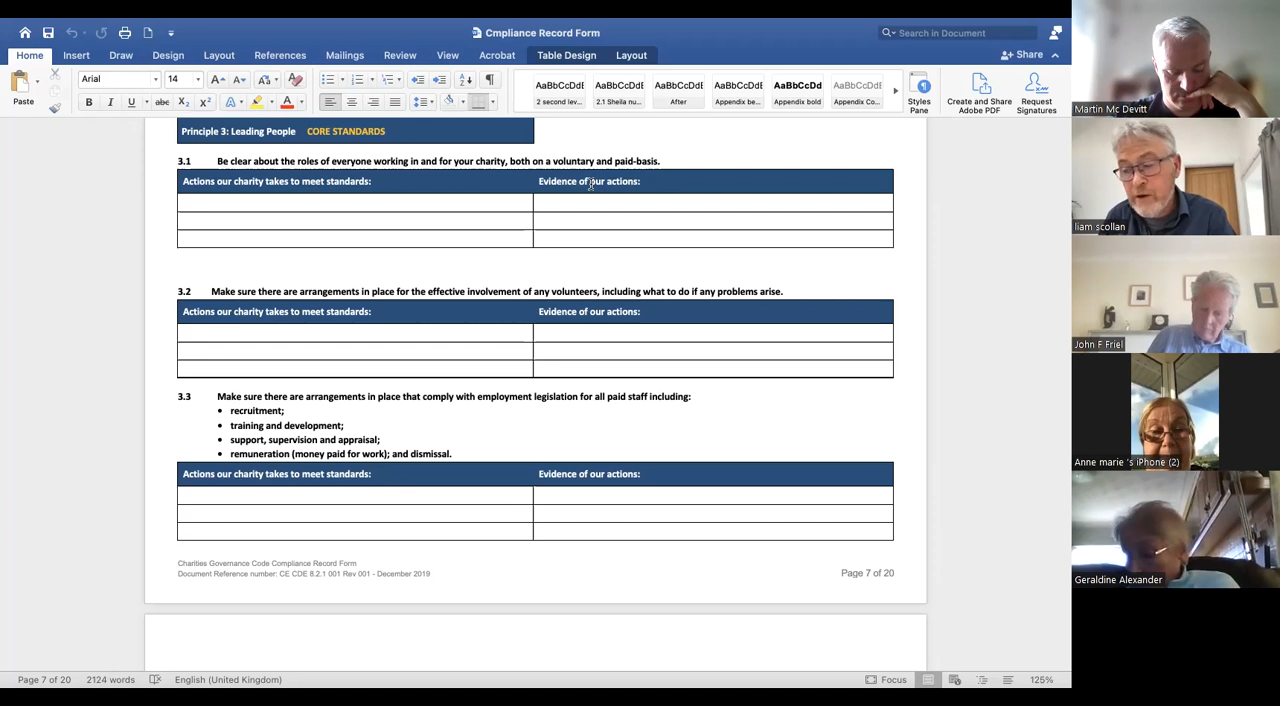 Cmpliance Record Form
Search in Document
Home Insert Draw Design Layout References Mailings Review View Acrobat Table Design Layout
Share
Paste
Arial 14
AaBbCcDdE AaBbCcDdE AaBbCcDdE AaBbCcDdE AaBbCcDd AaBbCcDdE
2 second lev... 2.1 Sheila nu... After Appendix be... Appendix bold Appendix Co...
Styles Pane
Create and Share Adobe PDF
Request Signatures
Principle 3: Leading People CORE STANDARDS
3.1 Be clear about the roles of everyone working in and for your charity, both on a voluntary and paid-basis.
Actions our charity takes to meet standards: Evidence of our actions:
3.2 Make sure there are arrangements in place for the effective involvement of any volunteers, including what to do if any problems arise.
Actions our charity takes to meet standards: Evidence of our actions:
3.3 Make sure there are arrangements in place that comply with employment legislation for all paid staff including:
• recruitment;
• training and development;
• support, supervision and appraisal;
• remuneration (money paid for work); and dismissal.
Actions our charity takes to meet standards: Evidence of our actions:
Charities Governance Code Compliance Record Form
Document Reference number: CE CDE 8.2.1 001 Rev 001 - December 2019
Page 7 of 20
Page 7 of 20 2124 words English (United Kingdom) Focus 125%
Martin Mc Devitt
liam scollan
John F Friel
Anne marie 's iPhone (2)
Geraldine Alexander